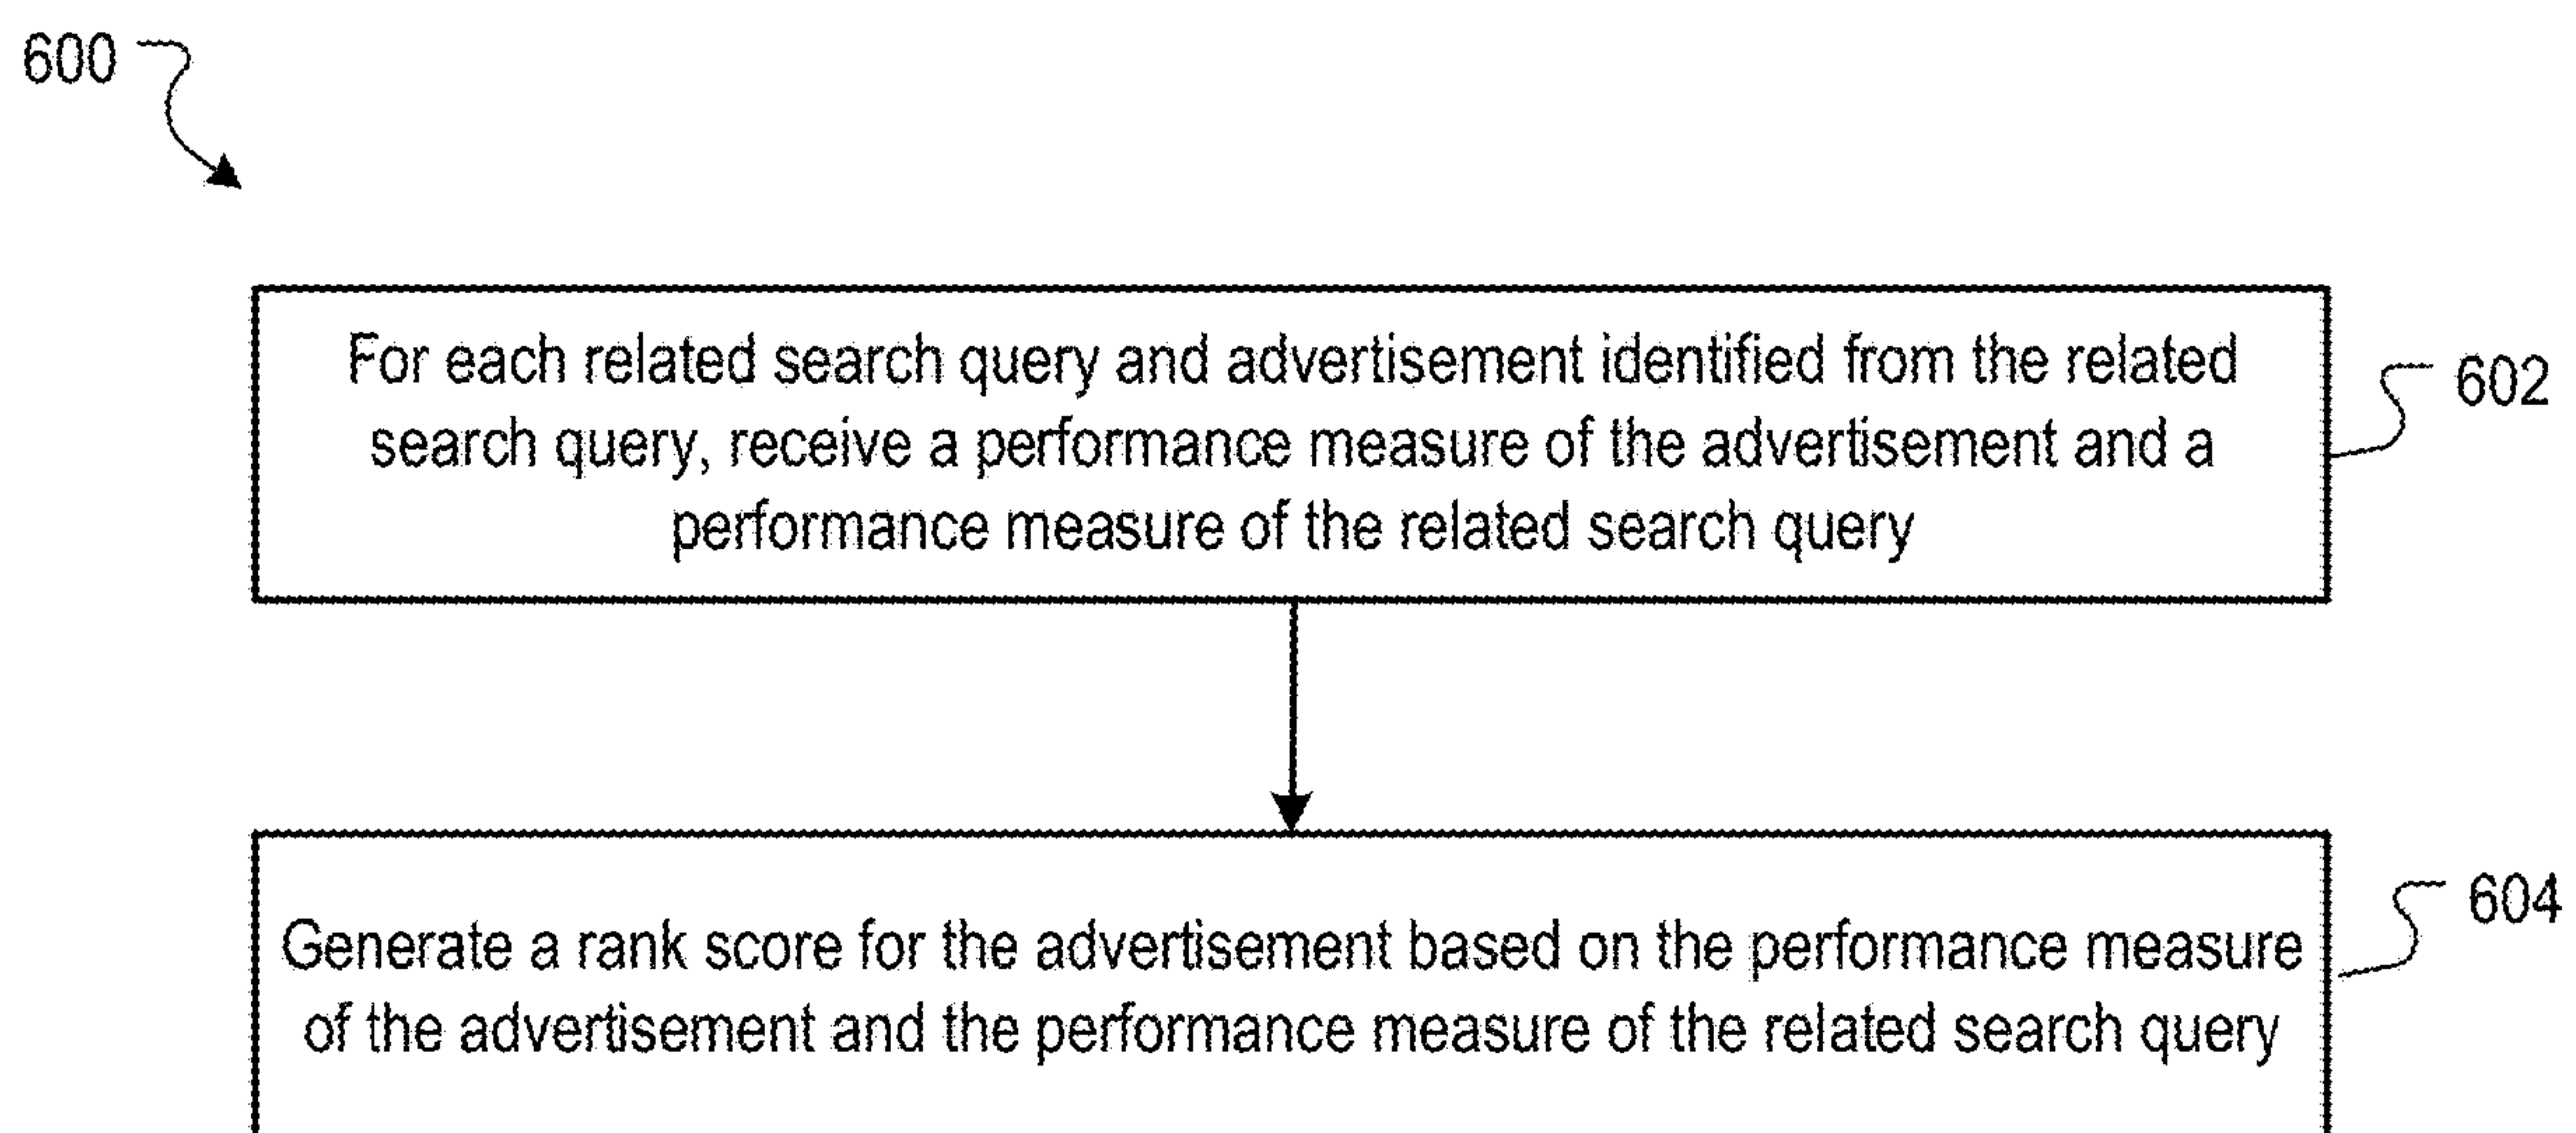 600
For each related search query and advertisement identified from the related
search query, receive a performance measure of the advertisement and a
performance measure of the related search query
602
Generate a rank score for the advertisement based on the performance measure
of the advertisement and the performance measure of the related search query
604